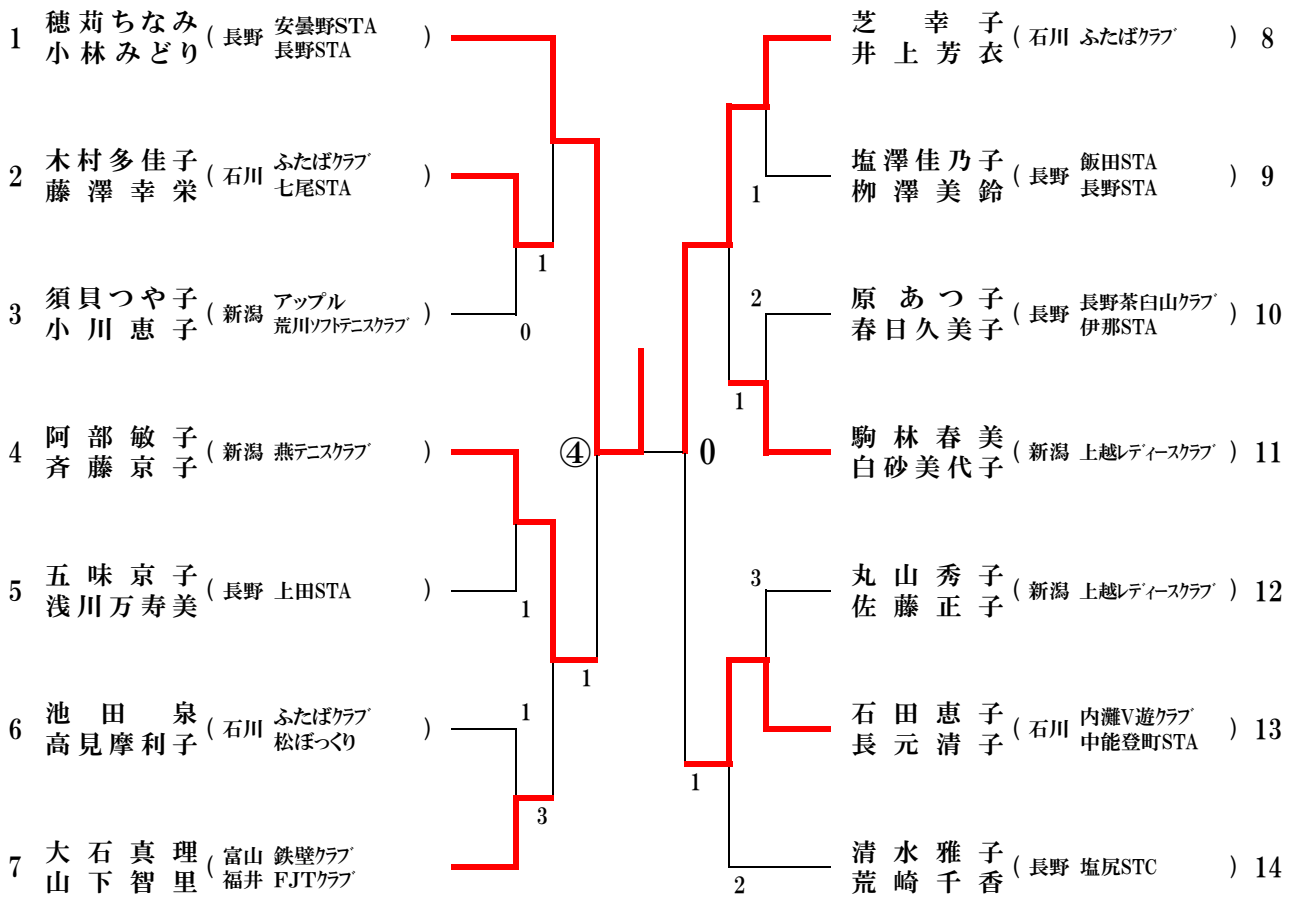 1 穂苅ちなみ ( 長野 安曇野STA )
小林みどり 長野STA
2 木村多佳子 ( 石川 ふたばクラブ )
藤澤幸栄 七尾STA
1
3 須貝つや子 ( 新潟 アップル )
小川恵子 荒川ソフトテニスクラブ
0
4 阿部敏子 ( 新潟 燕テニスクラブ )
斉藤京子
④ 0
5 五味京子 ( 長野 上田STA )
浅川万寿美
1
1
6 池田泉 ( 石川 ふたばクラブ )
高見摩利子 松ぼっくり
1
3
7 大石真理 ( 富山 鉄壁クラブ )
山下智里 福井 FJTクラブ
芝幸子 ( 石川 ふたばクラブ ) 8
井上芳衣
塩澤佳乃子 ( 長野 飯田STA ) 9
柳澤美鈴 長野STA
1
2
原あつ子 ( 長野 長野茶臼山クラブ ) 10
春日久美子 伊那STA
1
駒林春美 ( 新潟 上越レディースクラブ ) 11
白砂美代子
3
丸山秀子 ( 新潟 上越レディースクラブ ) 12
佐藤正子
石田恵子 ( 石川 内灘V遊クラブ ) 13
長元清子 中能登町STA
1
清水雅子 ( 長野 塩尻STC ) 14
荒崎千香
2